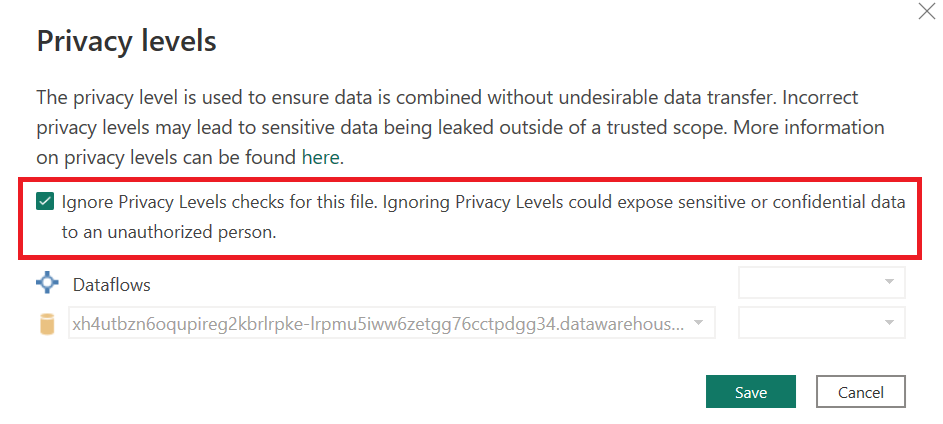 Privacy levels
The privacy level is used to ensure data is combined without undesirable data transfer. Incorrect
privacy levels may lead to sensitive data being leaked outside of a trusted scope. More information
on privacy levels can be found here.
Ignore Privacy Levels checks for this file. Ignoring Privacy Levels could expose sensitive or confidential data
to an unauthorized person.
Dataflows
xh4utbzn6oqupireg2kbrlrpke-lrpmu5iww6zetgg76cctpdgg34.datawarehous...
Save Cancel